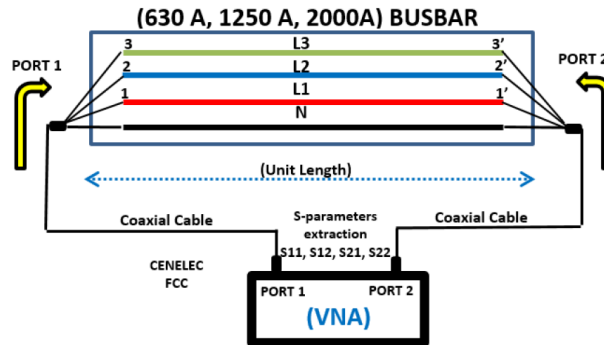 (630 A, 1250 A, 2000A) BUSBAR
PORT 1
PORT 2
3 L3 3’
2 L2 2’
1 L1 1’
N
(Unit Length)
Coaxial Cable
S-parameters
extraction
S11, S12, S21, S22
Coaxial Cable
CENELEC
FCC
PORT 1 PORT 2
(VNA)